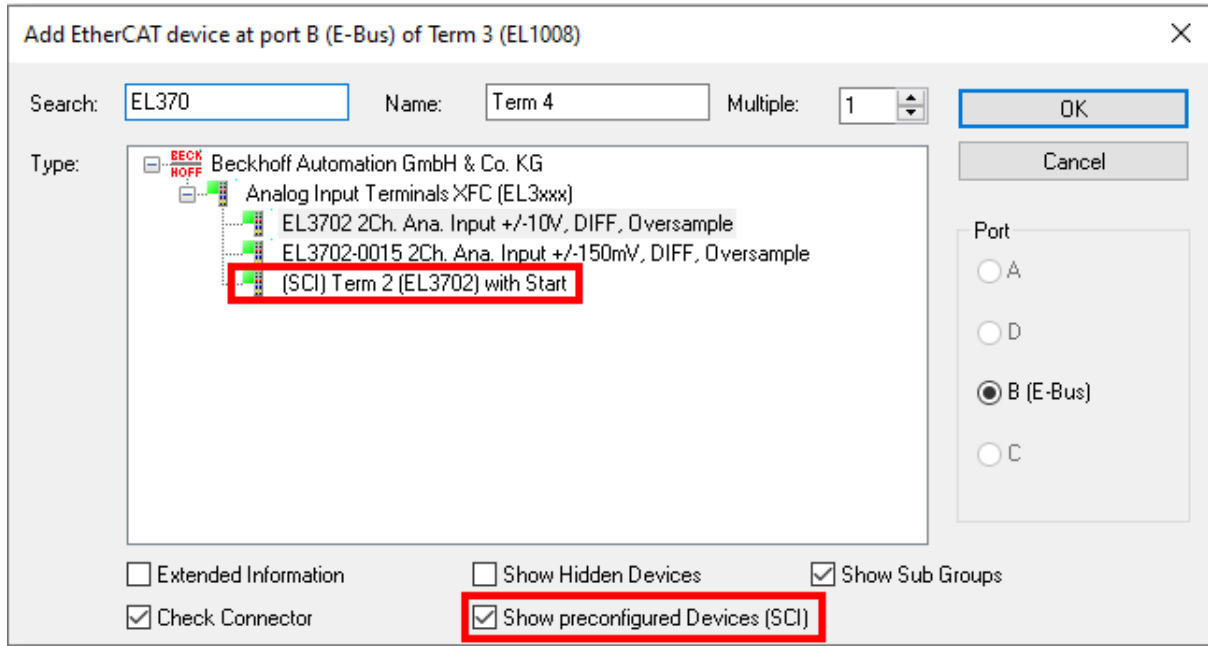 Add EtherCAT device at port B (E-Bus) of Term 3 (EL1008)
Search: EL370 Name: Term 4 Multiple: 1 OK
Type: BECKHOFF Beckhoff Automation GmbH & Co. KG Cancel
Analog Input Terminals XFC (EL3xxx)
EL3702 2Ch. Ana. Input +/-10V, DIFF, Oversample
EL3702-0015 2Ch. Ana. Input +/-150mV, DIFF, Oversample
(SCI) Term 2 (EL3702) with Start
Port
A
D
B (E-Bus)
C
Extended Information Show Hidden Devices Show Sub Groups
Check Connector Show preconfigured Devices (SCI)